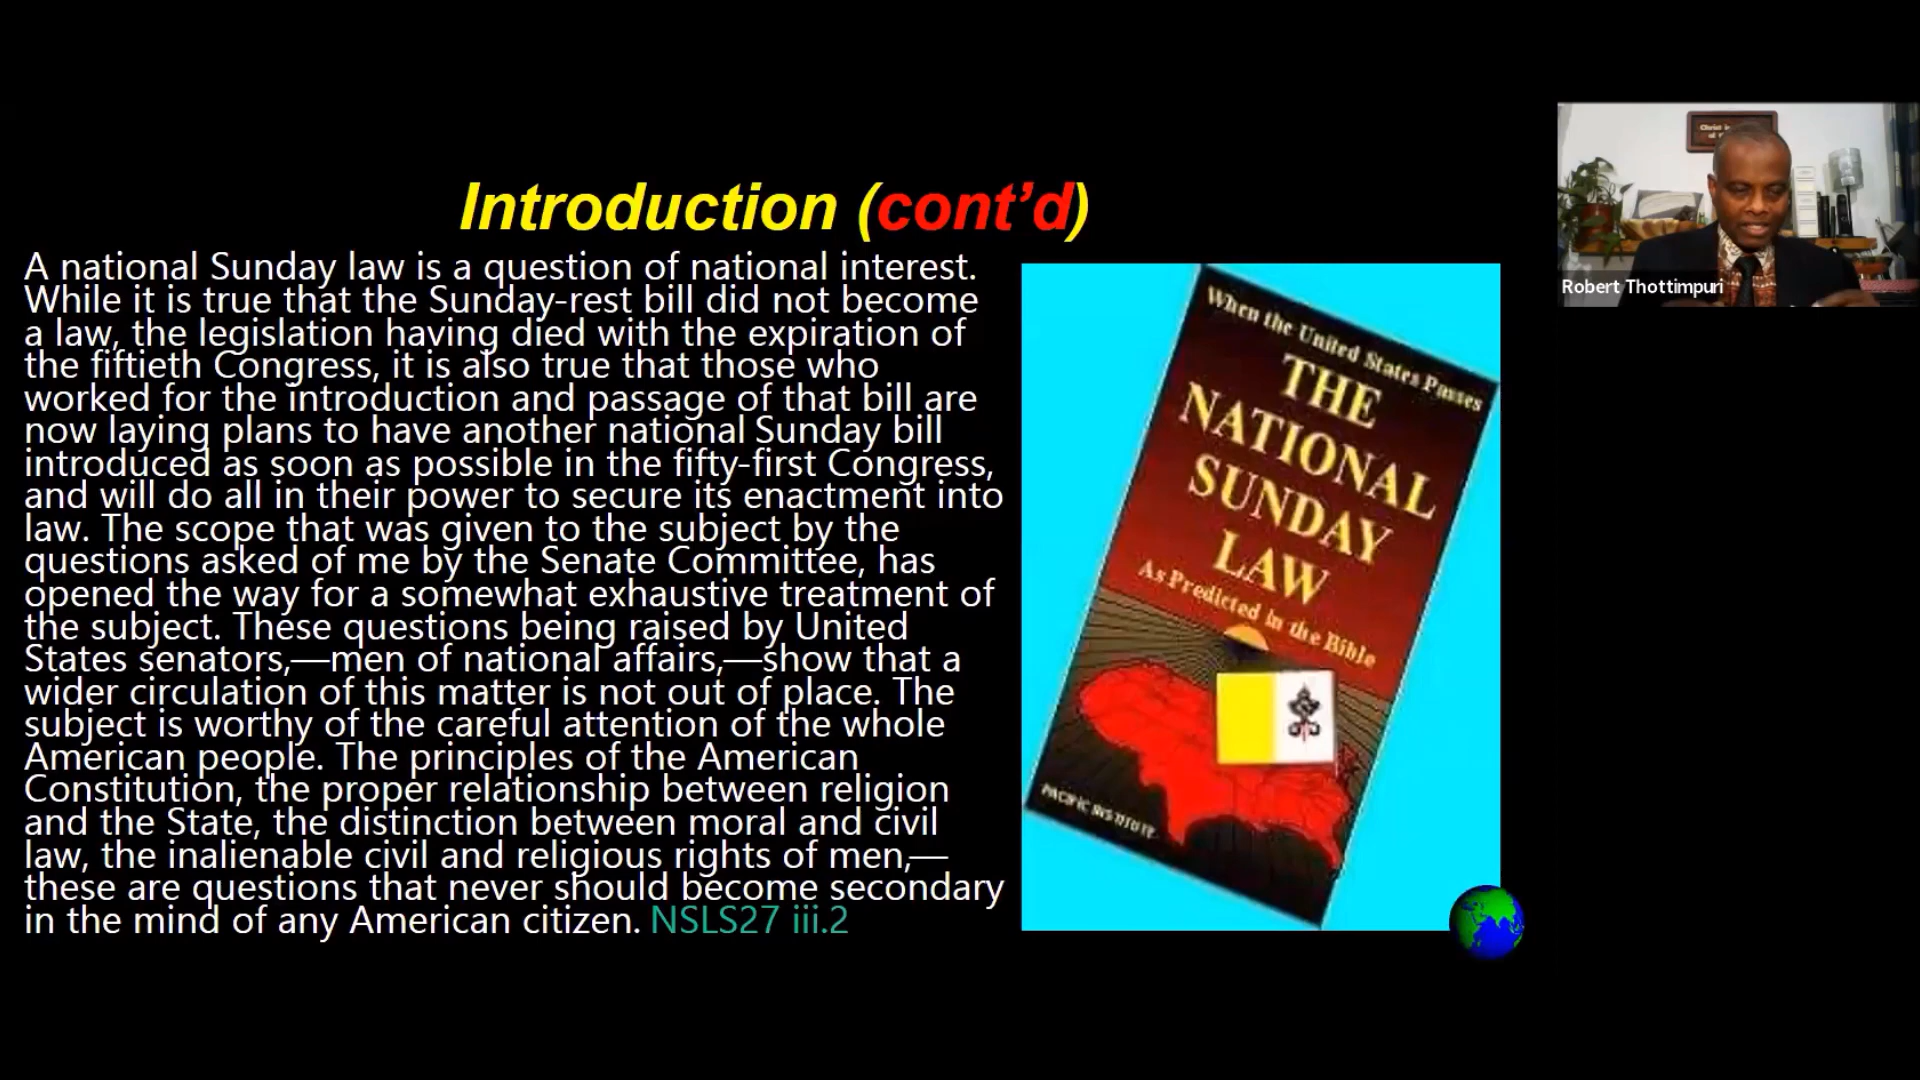 Introduction (cont’d)
A national Sunday law is a question of national interest.
While it is true that the Sunday-rest bill did not become
a law, the legislation having died with the expiration of
the fiftieth Congress, it is also true that those who
worked for the introduction and passage of that bill are
now laying plans to have another national Sunday bill
introduced as soon as possible in the fifty-first Congress,
and will do all in their power to secure its enactment into
law. The scope that was given to the subject by the
questions asked of me by the Senate Committee, has
opened the way for a somewhat exhaustive treatment of
the subject. These questions being raised by United
States senators,—men of national affairs,—show that a
wider circulation of this matter is not out of place. The
subject is worthy of the careful attention of the whole
American people. The principles of the American
Constitution, the proper relationship between religion
and the State, the distinction between moral and civil
law, the inalienable civil and religious rights of men,—
these are questions that never should become secondary
in the mind of any American citizen. NSLS27 iii.2
When the United States Passes
THE
NATIONAL
SUNDAY
LAW
As Predicted in the Bible
PACIFIC INSTITUTE
Christ is
Robert Thottimpuri